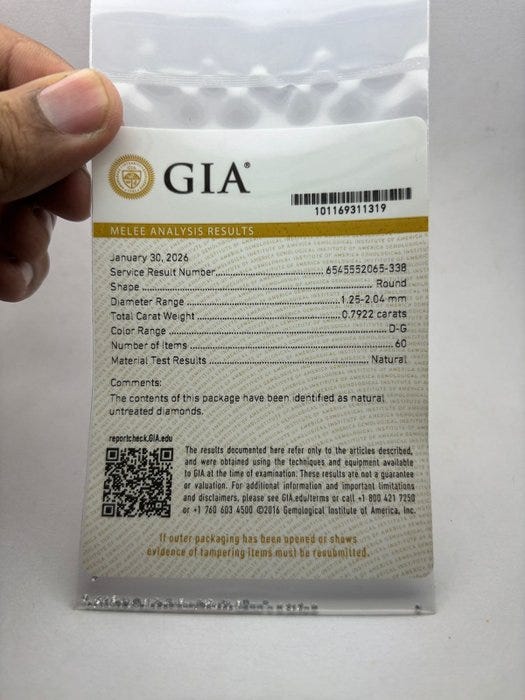 GIA®
101169311319
MELEE ANALYSIS RESULTS
January 30, 2026
Service Result Number 6545552065-338
Shape Round
Diameter Range 1.25-2.04 mm
Total Carat Weight 0.7922 carats
Color Range D-G
Number of Items 60
Material Test Results Natural
Comments:
The contents of this package have been identified as natural
untreated diamonds.
reportcheck.GIA.edu
The results documented here refer only to the articles described,
and were obtained using the techniques and equipment available
to GIA at the time of examination. These results are not a guarantee
or valuation. For additional information and important limitations
and disclaimers, please see GIA.edu/terms or call +1 800 421 7250
or +1 760 603 4500 ©2016 Gemological Institute of America, Inc.
If outer packaging has been opened or shows
evidence of tampering items must be resubmitted.